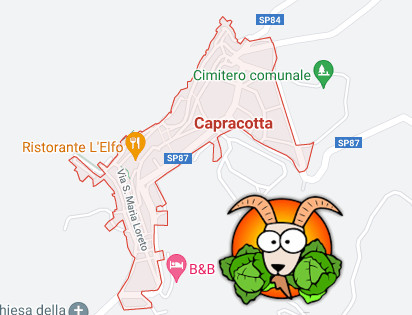 SP84
Cimitero comunale
Capracotta
Ristorante L'Elfo
SP87
SP87
Via S. Maria Loreto
B&B
hiesa della